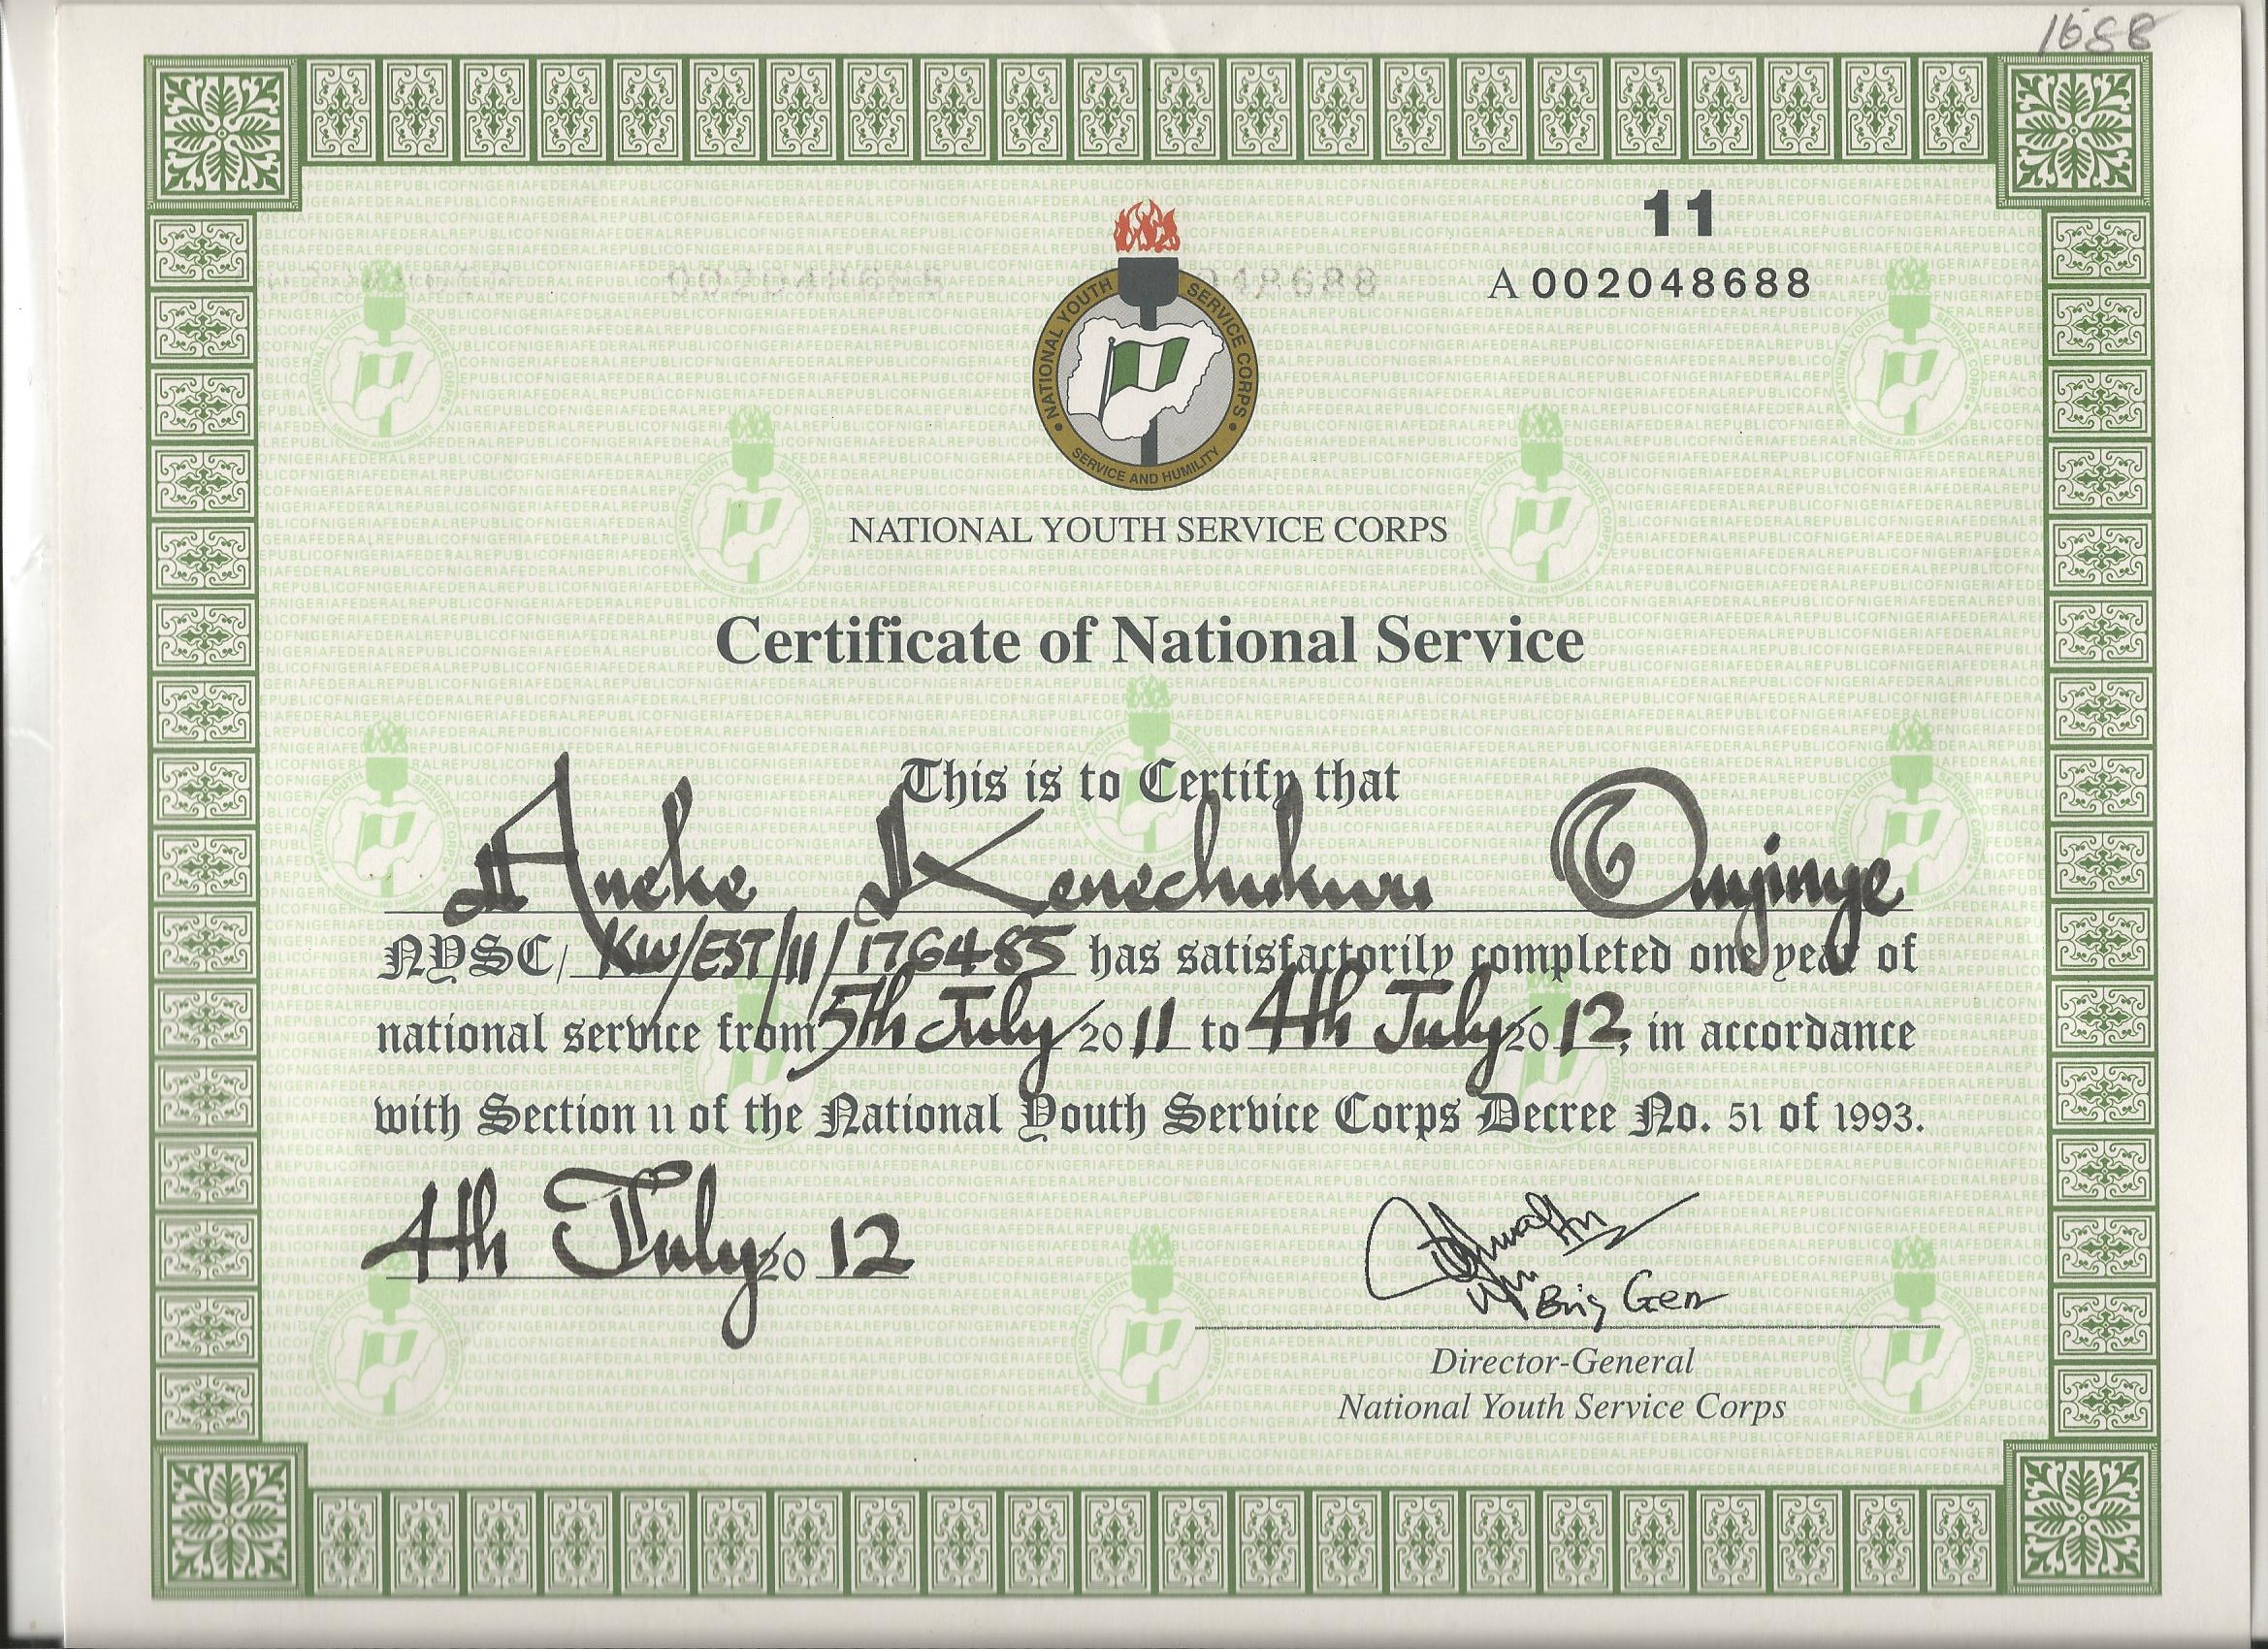 1688
11
A 002048688
NATIONAL YOUTH SERVICE CORPS
SERVICE AND HUMILITY
NATIONAL YOUTH SERVICE CORPS
Certificate of National Service
This is to Certify that
Aneke Kenechukwu Onyinye
NYSC/ KW/EST/11/176485 has satisfactorily completed one year of
national service from 5th July 2011 to 4th July 2012, in accordance
with Section 11 of the National Youth Service Corps Decree No. 51 of 1993.
4th July 2012
Brig Gen
Director-General
National Youth Service Corps